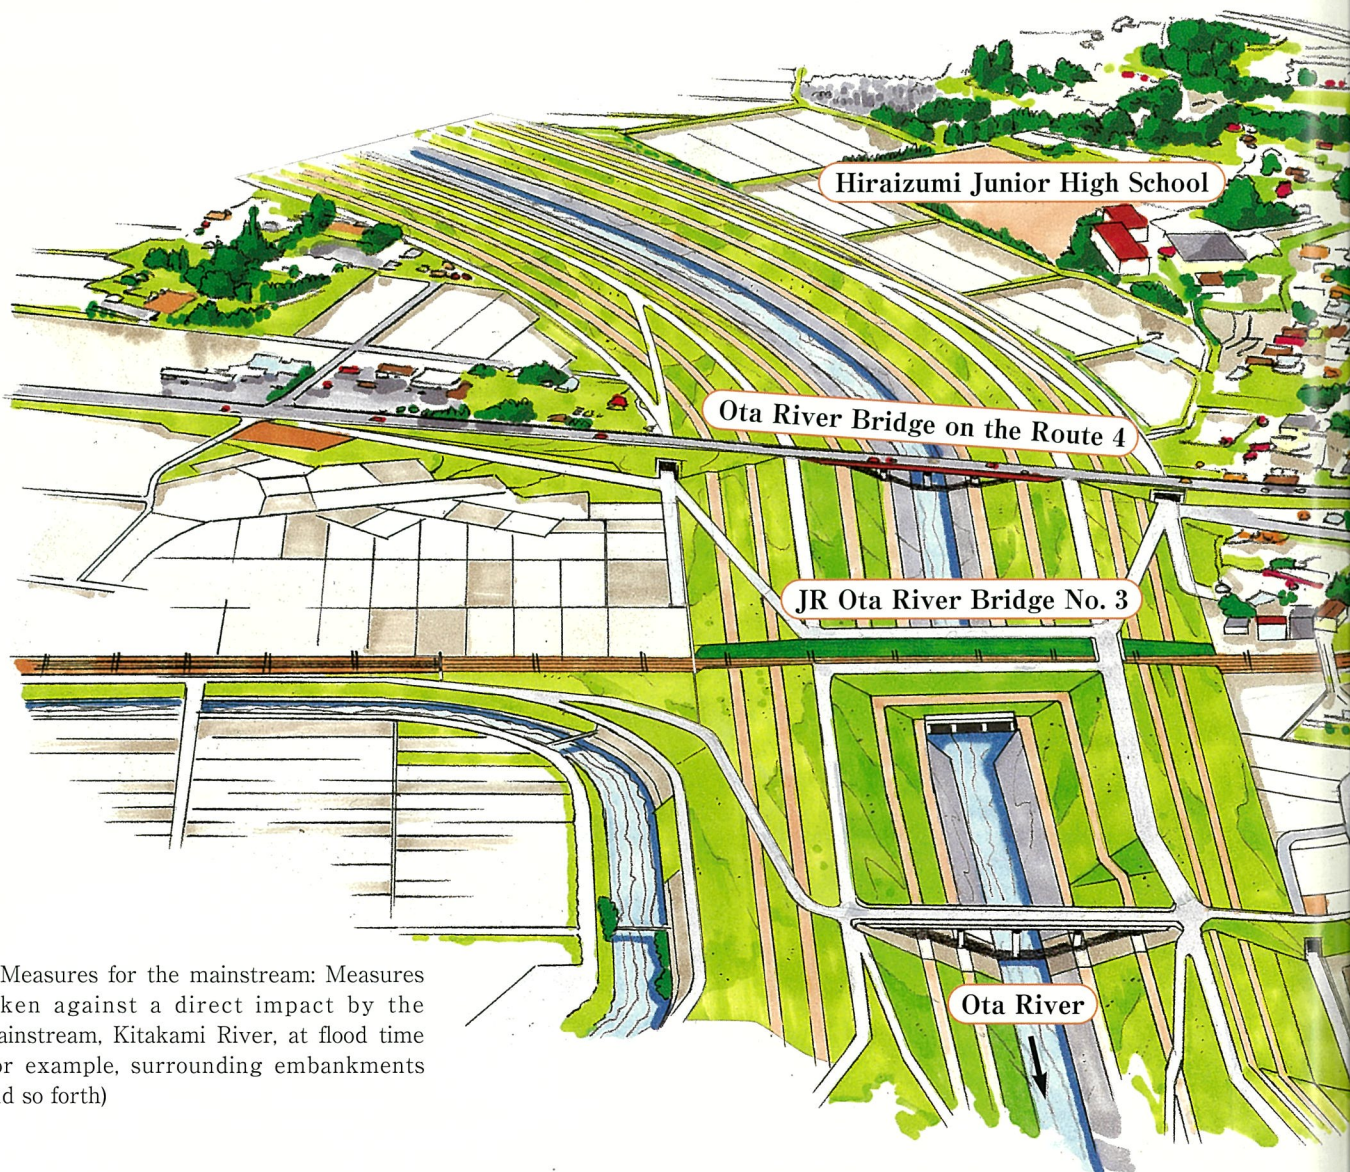 Hiraizumi Junior High School
Ota River Bridge on the Route 4
JR Ota River Bridge No. 3
Ota River
Measures for the mainstream: Measures
ken against a direct impact by the
ainstream, Kitakami River, at flood time
or example, surrounding embankments
d so forth)